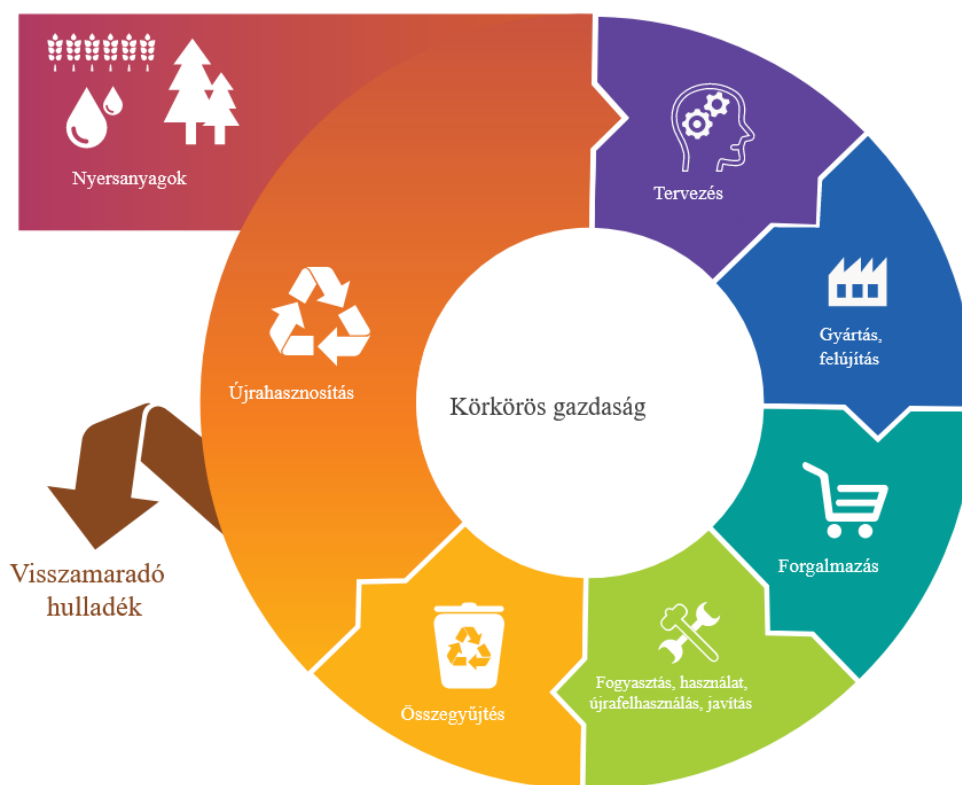 Nyersanyagok
Tervezés
Gyártás,
felújítás
Forgalmazás
Fogyasztás, használat,
újrafelhasználás, javítás
Összegyűjtés
Újrahasznosítás
Visszamaradó
hulladék
Körkörös gazdaság